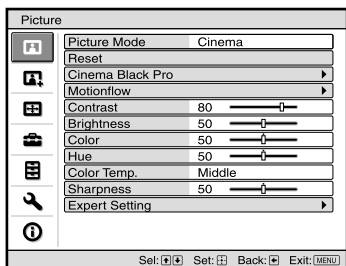 Picture
Picture Mode Cinema
Reset
Cinema Black Pro
Motionflow
Contrast 80
Brightness 50
Color 50
Hue 50
Color Temp. Middle
Sharpness 50
Expert Setting
Sel: Set: Back: Exit: MENU